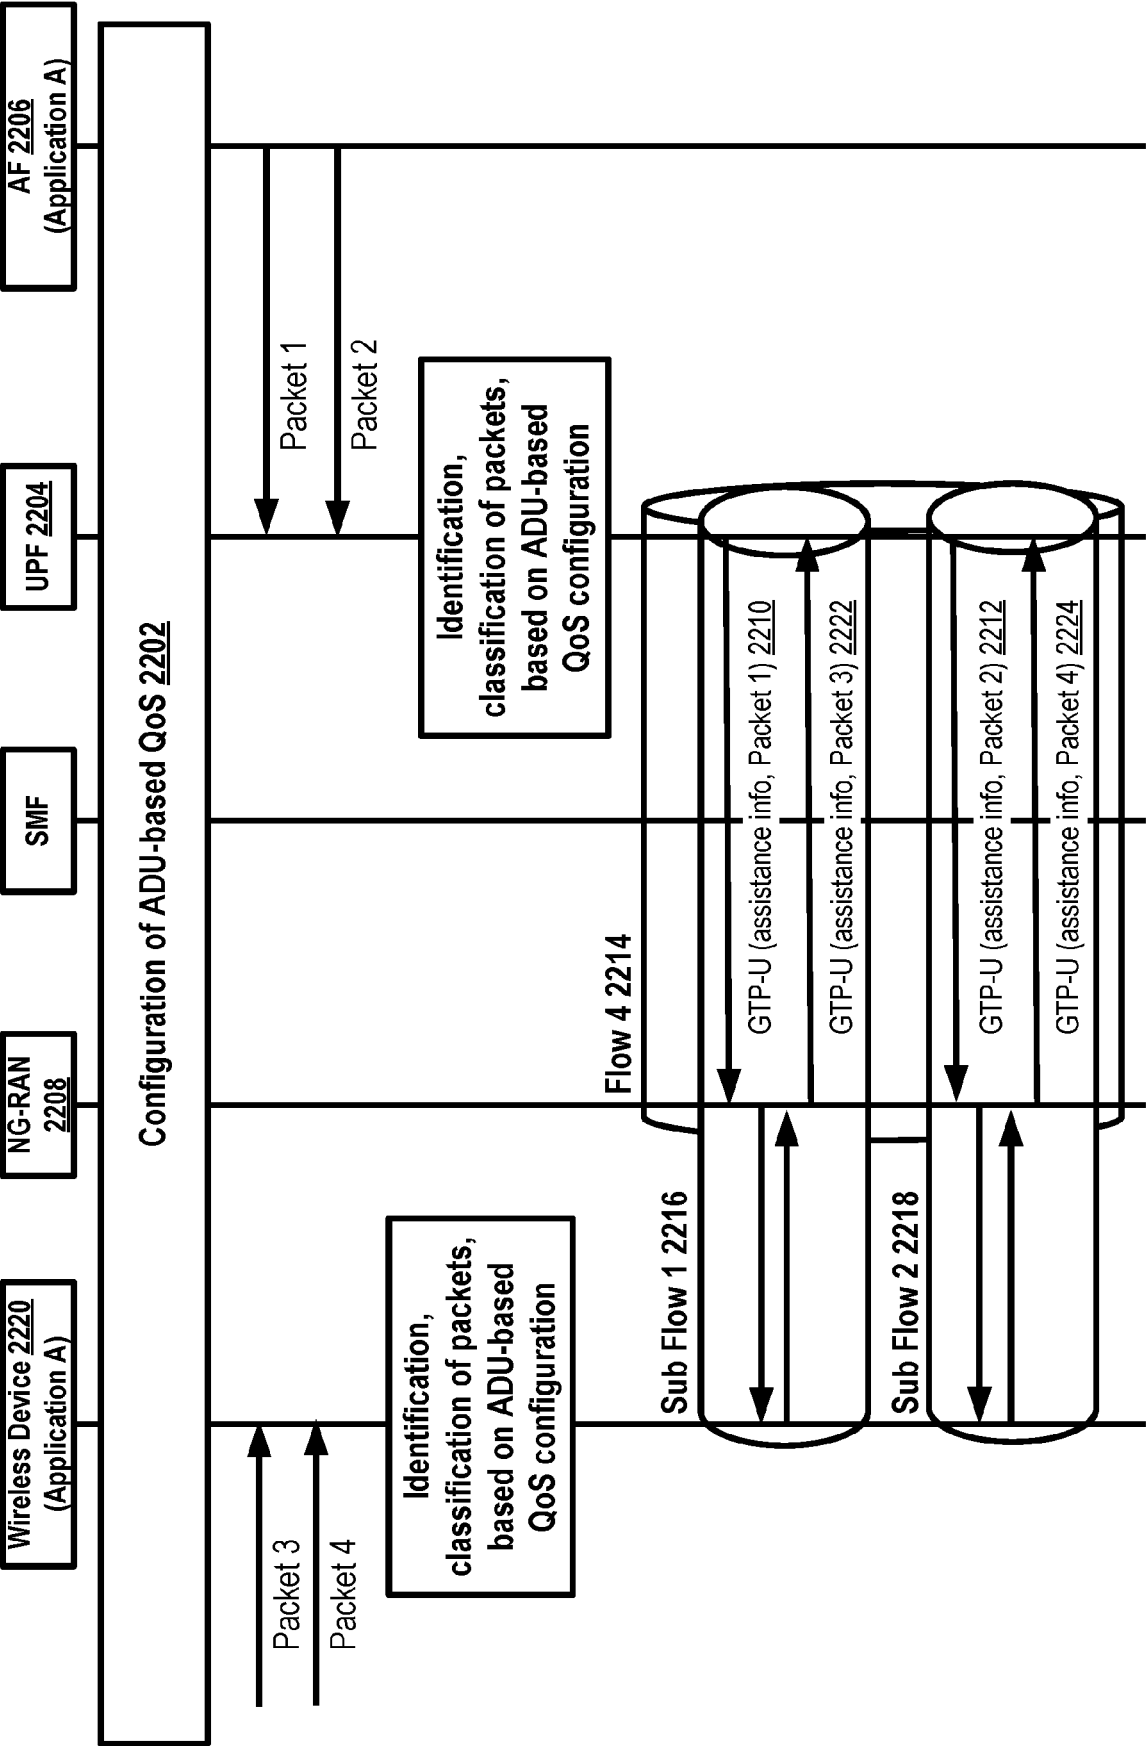 Wireless Device 2220
(Application A)
NG-RAN
2208
SMF
UPF 2204
AF 2206
(Application A)
Configuration of ADU-based QoS 2202
Packet 3
Packet 4
Packet 1
Packet 2
Identification,
classification of packets,
based on ADU-based
QoS configuration
Identification,
classification of packets,
based on ADU-based
QoS configuration
Flow 4 2214
Sub Flow 1 2216
GTP-U (assistance info, Packet 1) 2210
GTP-U (assistance info, Packet 3) 2222
Sub Flow 2 2218
GTP-U (assistance info, Packet 2) 2212
GTP-U (assistance info, Packet 4) 2224